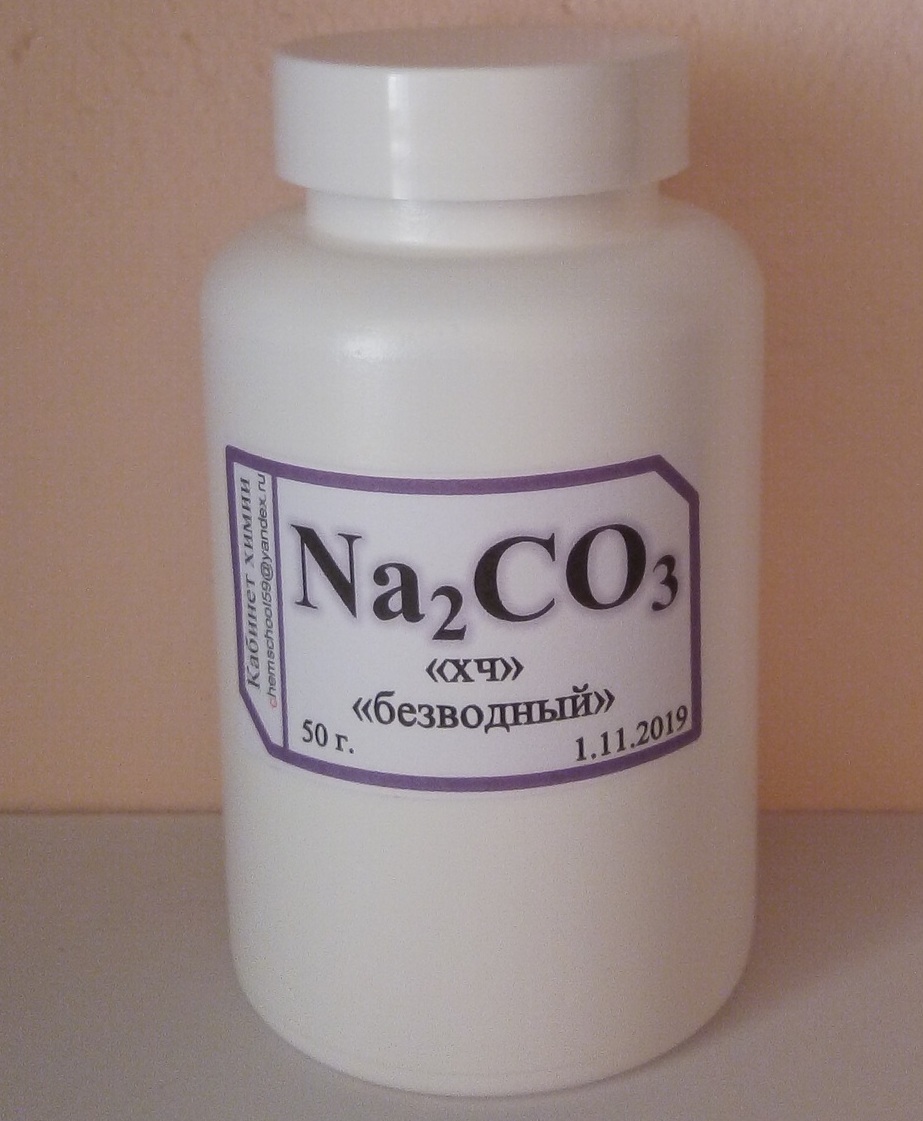 Кабинет химии
chemschool59@yandex.ru
Na₂CO₃
«хч»
«безводный»
50 г.
1.11.2019